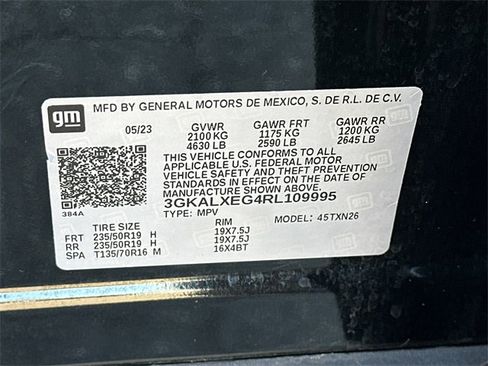 gm MFD BY GENERAL MOTORS DE MEXICO, S. DE R.L. DE C.V.
05/23 GVWR GAWR FRT GAWR RR
2100 KG 1175 KG 1200 KG
4630 LB 2590 LB 2645 LB
THIS VEHICLE CONFORMS TO ALL
APPLICABLE U.S. FEDERAL MOTOR
VEHICLE SAFETY AND THEFT PREVENTION
STANDARDS IN EFFECT ON THE DATE OF
MANUFACTURE SHOWN ABOVE.
384A 3GKALXEG4RL109995
TYPE: MPV MODEL: 45TXN26
TIRE SIZE RIM
FRT 235/50R19 H 19X7.5J
RR 235/50R19 H 19X7.5J
SPA T135/70R16 M 16X4BT